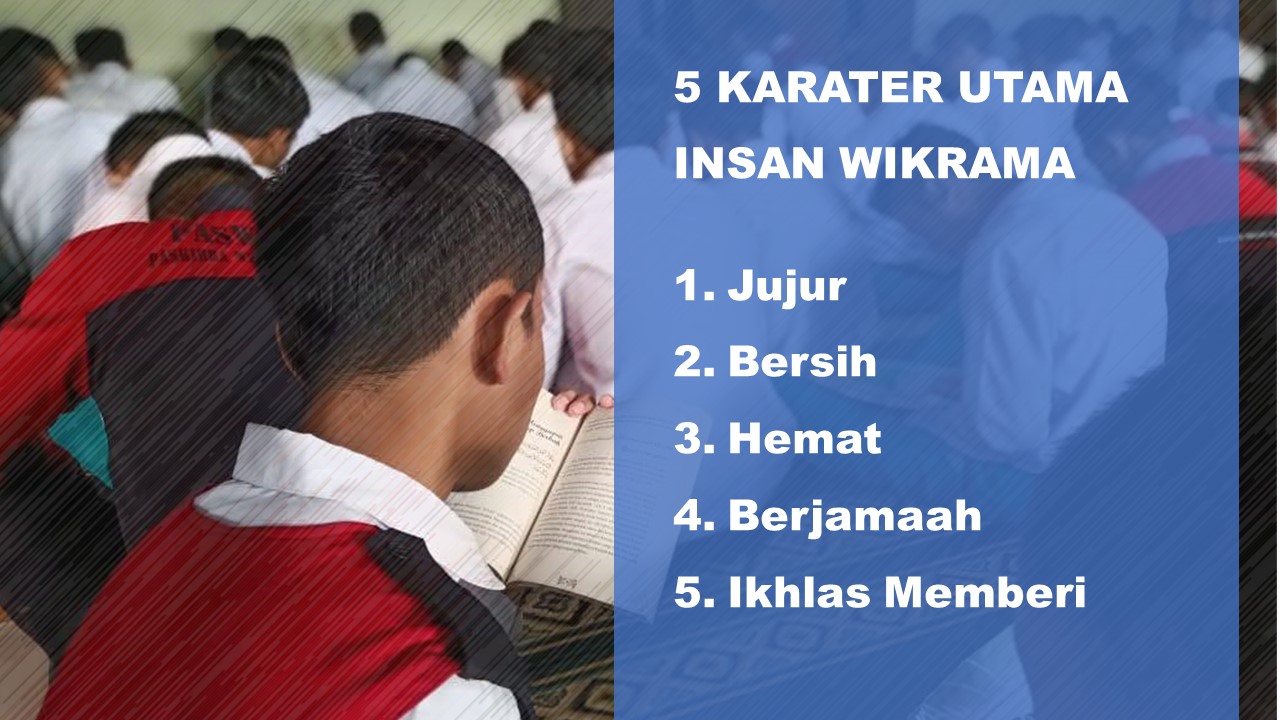 5 KARATER UTAMA
INSAN WIKRAMA
1. Jujur
2. Bersih
3. Hemat
4. Berjamaah
5. Ikhlas Memberi